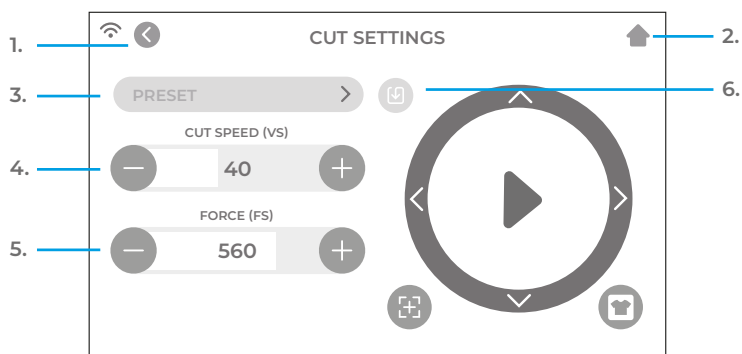 1.
CUT SETTINGS
2.
3.
PRESET
6.
CUT SPEED (VS)
4.
40
FORCE (FS)
5.
560